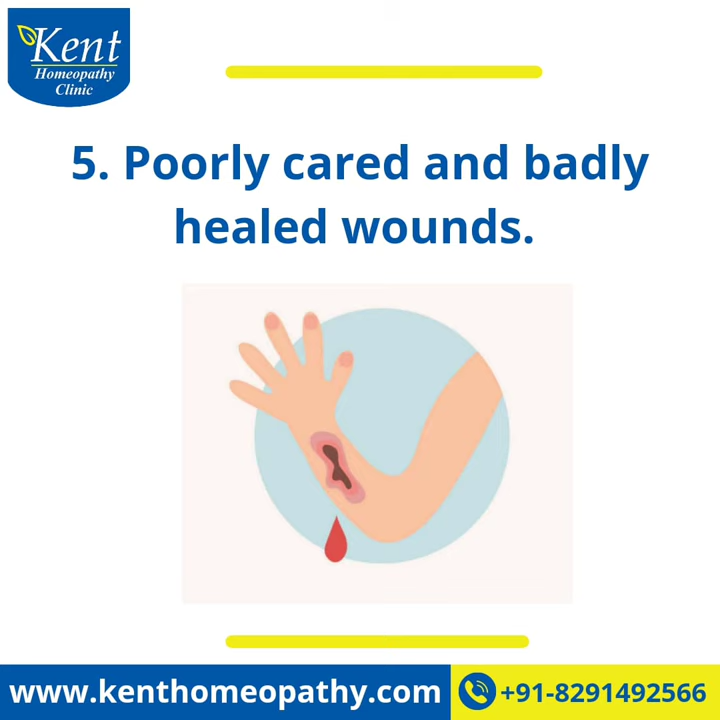 Kent
Homeopathy
Clinic
5. Poorly cared and badly
healed wounds.
www.kenthomeopathy.com
+91-8291492566